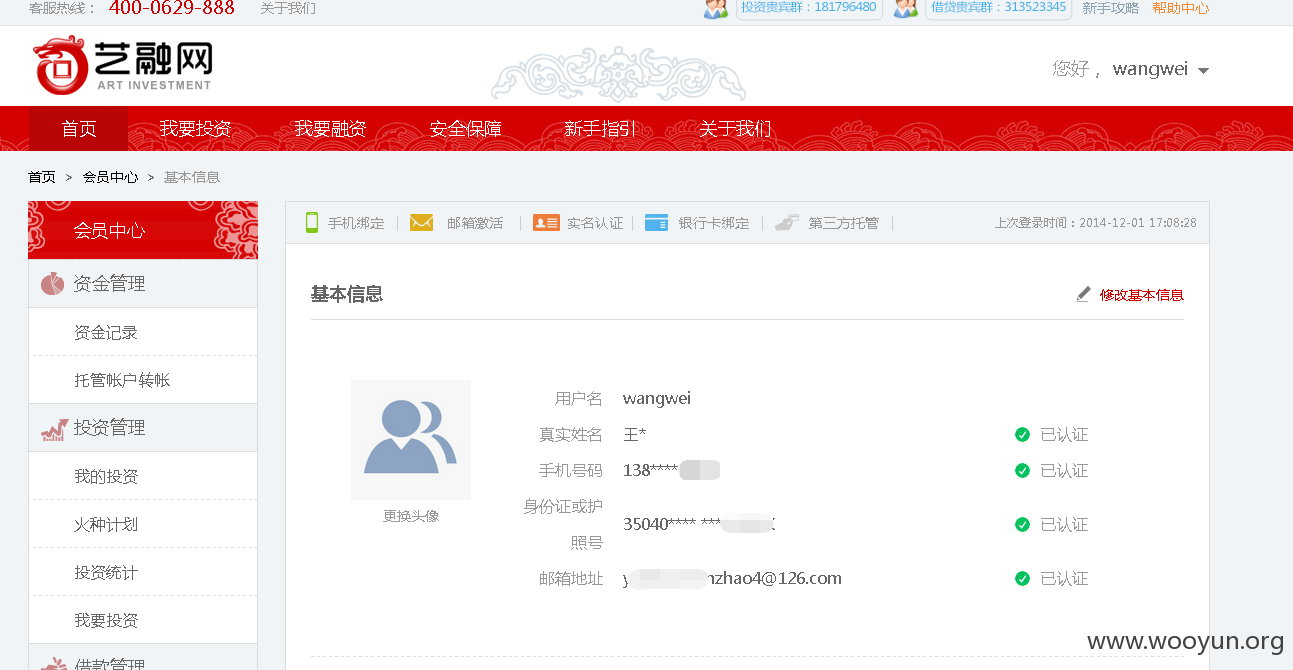 客服热线： 400-0629-888 关于我们 投资贵宾群：181796480 借贷贵宾群：313523345 新手攻略 帮助中心
艺融网
ART INVESTMENT
您好， wangwei
首页 我要投资 我要融资 安全保障 新手指引 关于我们
首页 > 会员中心 > 基本信息
会员中心
资金管理
资金记录
托管帐户转帐
投资管理
我的投资
火种计划
投资统计
我要投资
借款管理
手机绑定 邮箱激活 实名认证 银行卡绑定 第三方托管 上次登录时间：2014-12-01 17:08:28
基本信息 修改基本信息
更换头像
用户名 wangwei
真实姓名 王* 已认证
手机号码 138**** 已认证
身份证或护
照号 35040**** *** 已认证
邮箱地址 y nzhao4@126.com 已认证
www.wooyun.org